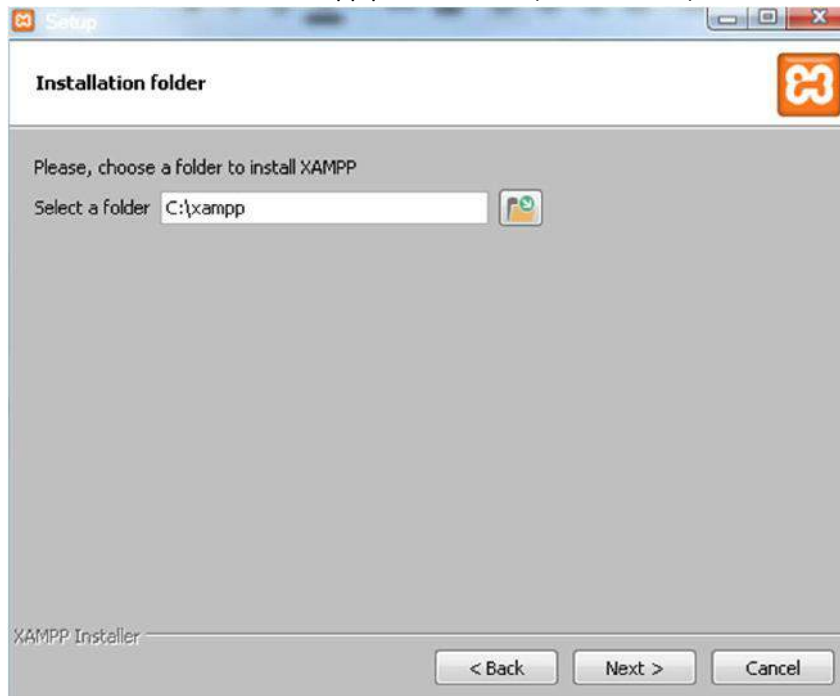 Setup
Installation folder
Please, choose a folder to install XAMPP
Select a folder C:\xampp
XAMPP Installer
< Back Next > Cancel